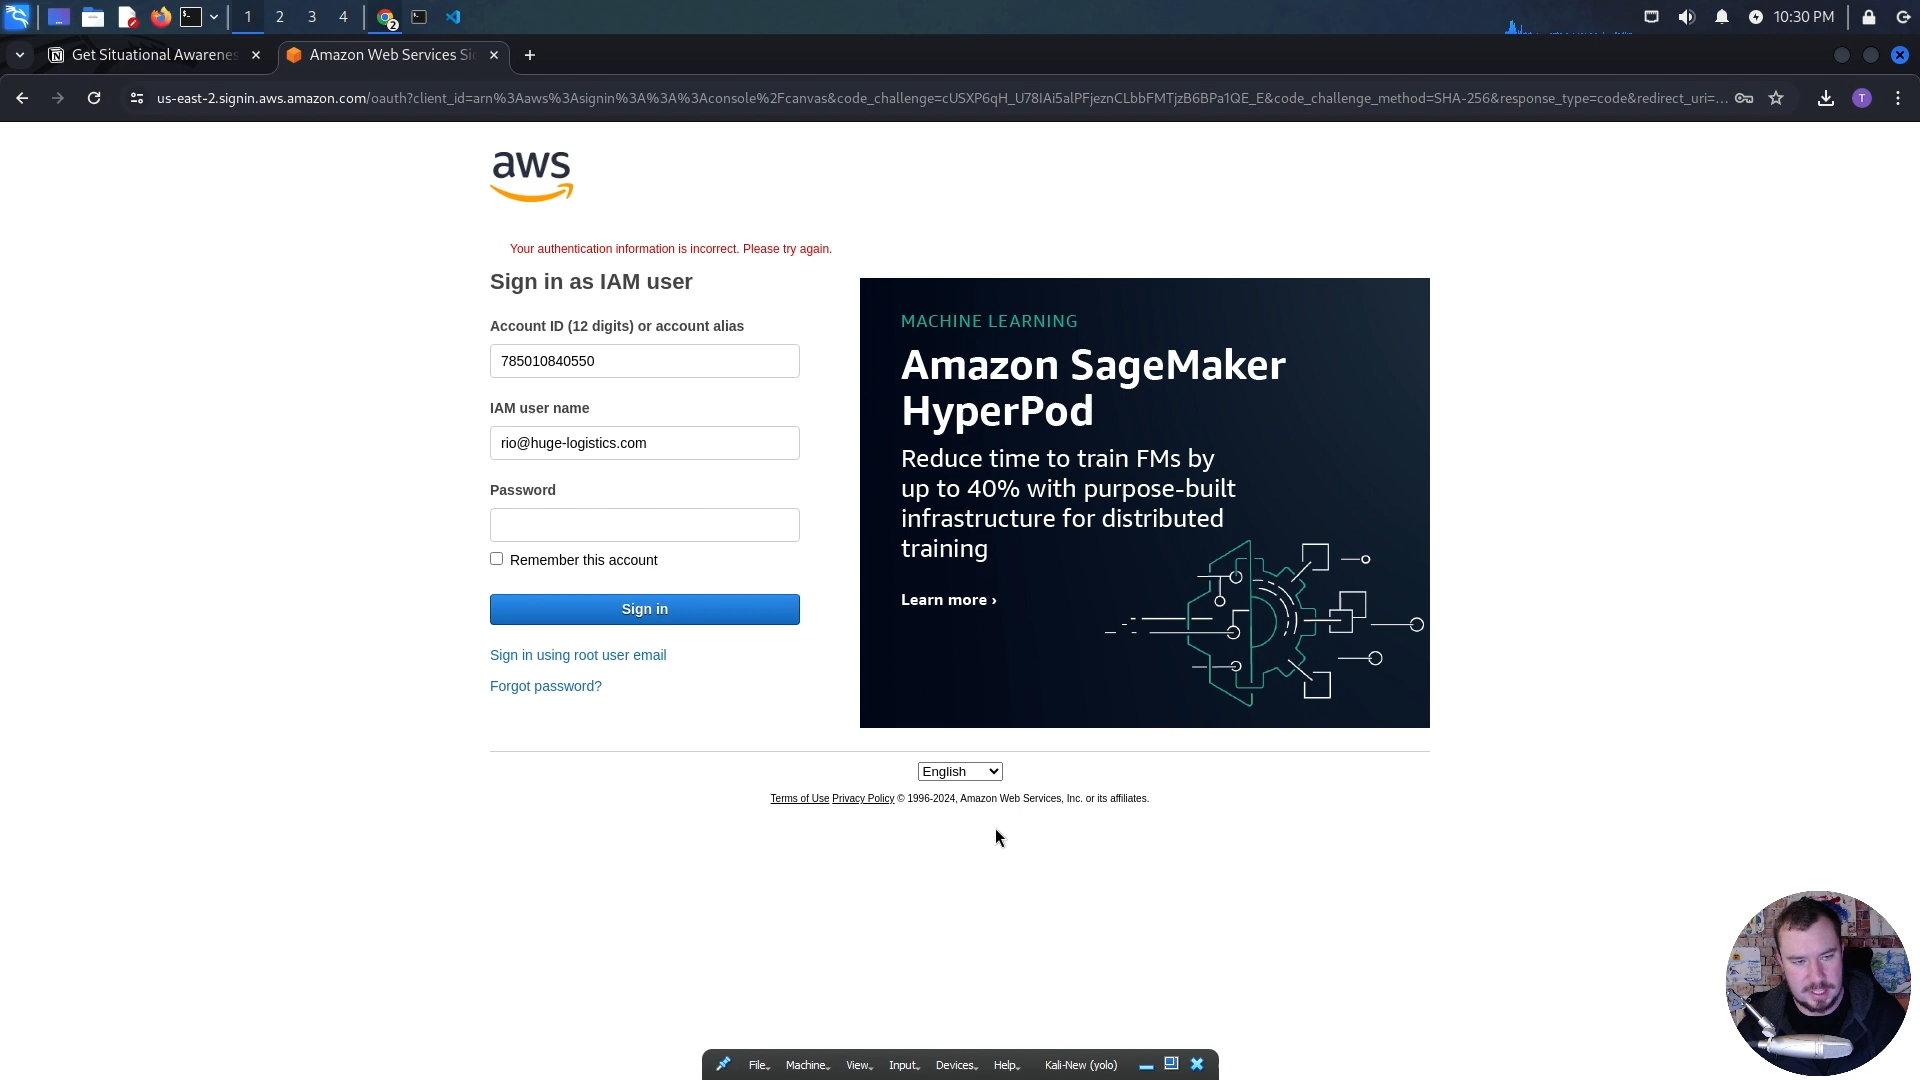 1 2 3 4
2
10:30 PM
Get Situational Awarenes
Amazon Web Services Sig
us-east-2.signin.aws.amazon.com/oauth?client_id=arn%3Aaws%3Asignin%3A%3A%3Aconsole%2Fcanvas&code_challenge=cUSXP6qH_U78IAi5alPFjeznCLbbFMTjzB6BPa1QE_E&code_challenge_method=SHA-256&response_type=code&redirect_uri=...
T
aws
Your authentication information is incorrect. Please try again.
Sign in as IAM user
Account ID (12 digits) or account alias
785010840550
IAM user name
rio@huge-logistics.com
Password
Remember this account
Sign in
Sign in using root user email
Forgot password?
MACHINE LEARNING
Amazon SageMaker
HyperPod
Reduce time to train FMs by
up to 40% with purpose-built
infrastructure for distributed
training
Learn more ›
English
Terms of Use Privacy Policy © 1996-2024, Amazon Web Services, Inc. or its affiliates.
File Machine View Input Devices Help Kali-New (yolo)